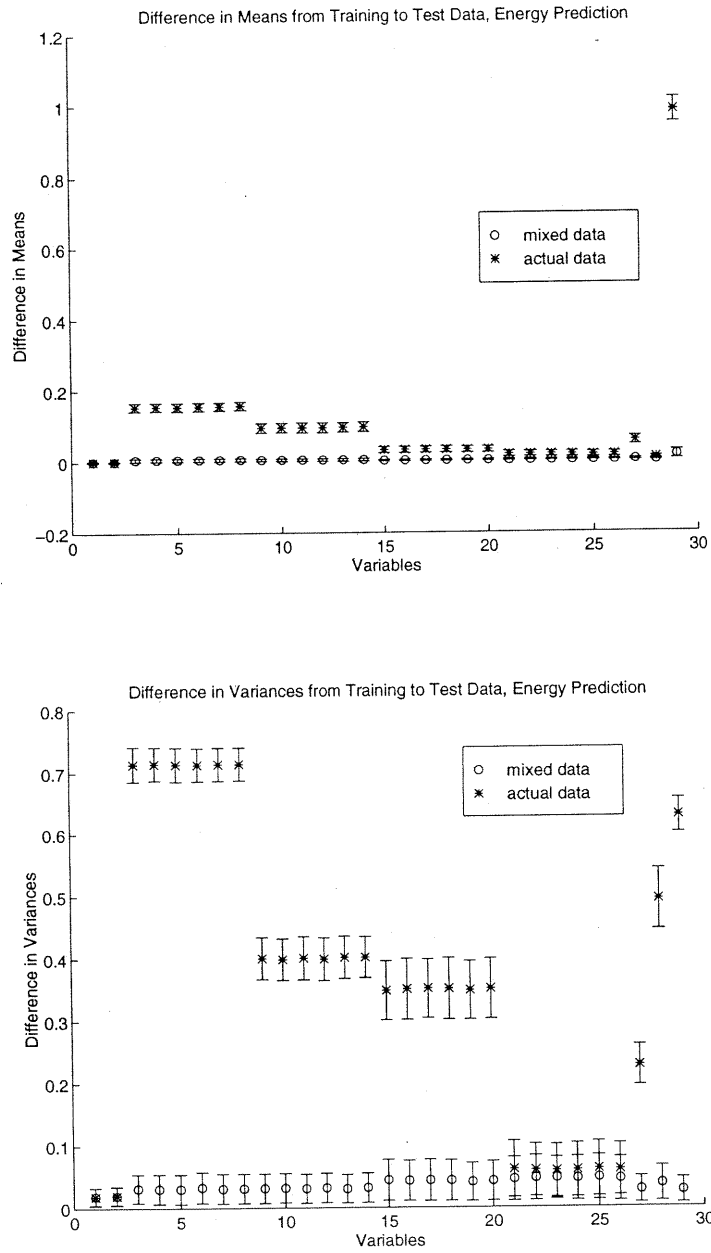 Difference in Means from Training to Test Data, Energy Prediction
1.2
1
0.8
0.6
0.4
0.2
0
−0.2
Difference in Means
mixed data
actual data
0 5 10 15 20 25 30
Variables
Difference in Variances from Training to Test Data, Energy Prediction
0.8
0.7
0.6
0.5
0.4
0.3
0.2
0.1
0
Difference in Variances
mixed data
actual data
0 5 10 15 20 25 30
Variables